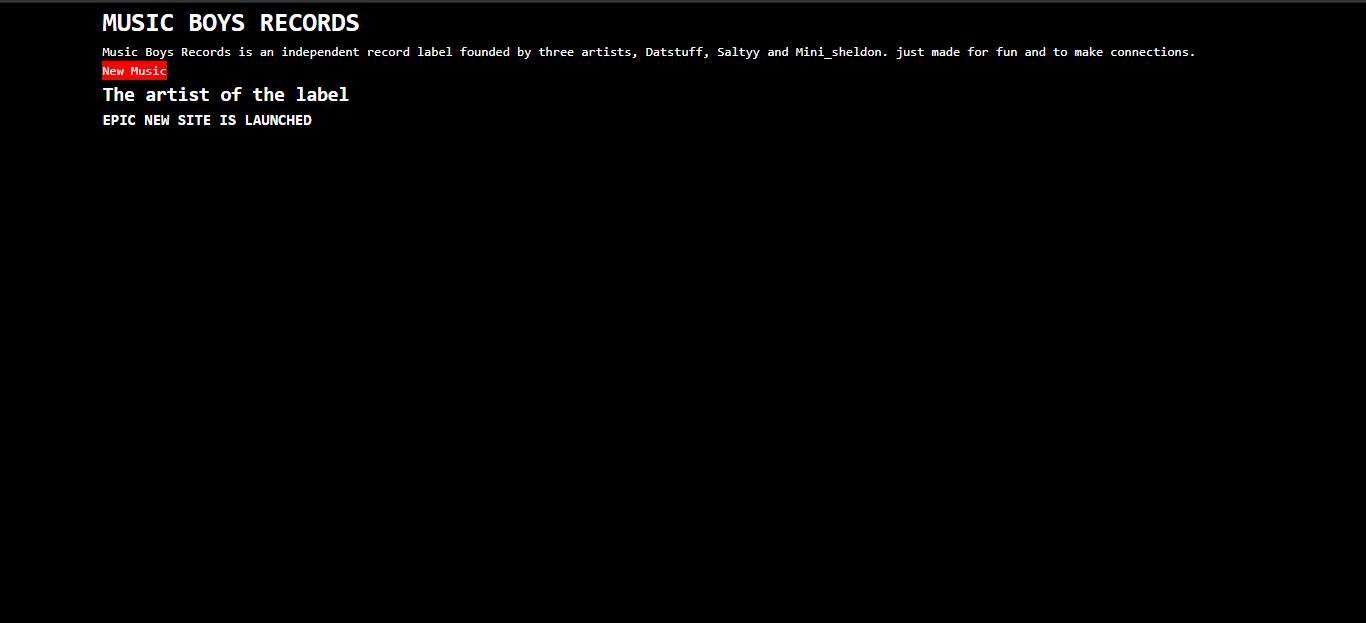 MUSIC BOYS RECORDS
Music Boys Records is an independent record label founded by three artists, Datstuff, Saltyy and Mini_sheldon. just made for fun and to make connections.
New Music
The artist of the label
EPIC NEW SITE IS LAUNCHED